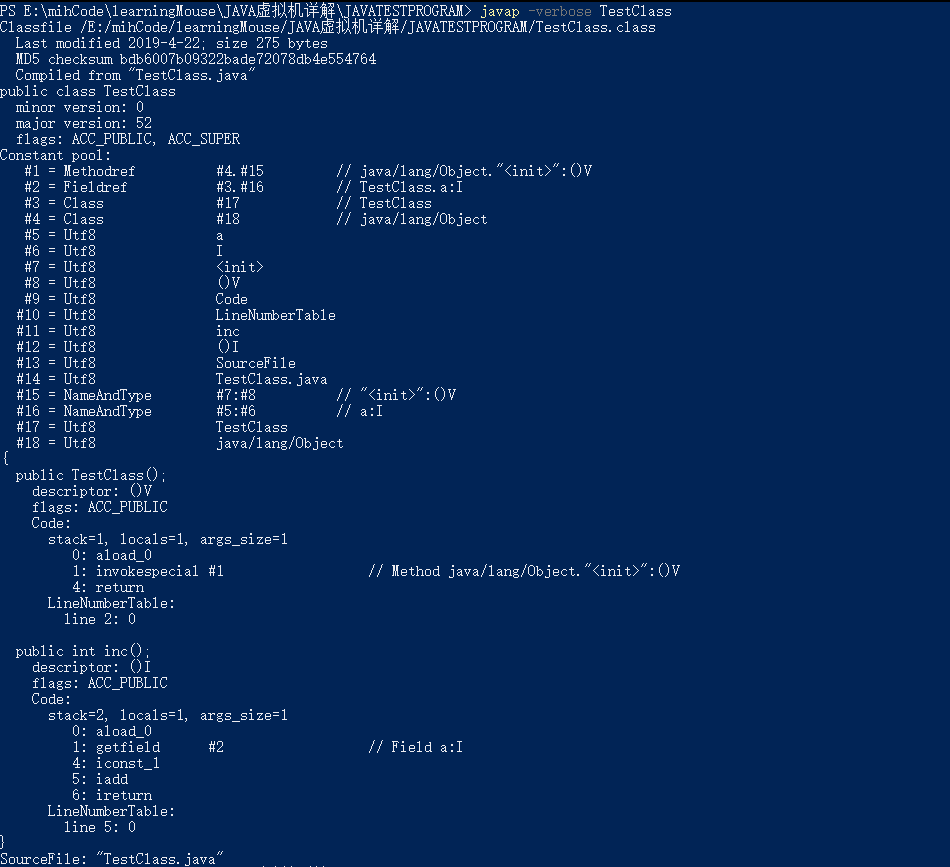 PS E:\mihCode\learningMouse\JAVA虚拟机详解\JAVATESTPROGRAM> javap -verbose TestClass
Classfile /E:/mihCode/learningMouse/JAVA虚拟机详解/JAVATESTPROGRAM/TestClass.class
  Last modified 2019-4-22; size 275 bytes
  MD5 checksum bdb6007b09322bade72078db4e554764
  Compiled from "TestClass.java"
public class TestClass
  minor version: 0
  major version: 52
  flags: ACC_PUBLIC, ACC_SUPER
Constant pool:
   #1 = Methodref          #4.#15         // java/lang/Object."<init>":()V
   #2 = Fieldref           #3.#16         // TestClass.a:I
   #3 = Class              #17            // TestClass
   #4 = Class              #18            // java/lang/Object
   #5 = Utf8               a
   #6 = Utf8               I
   #7 = Utf8               <init>
   #8 = Utf8               ()V
   #9 = Utf8               Code
  #10 = Utf8               LineNumberTable
  #11 = Utf8               inc
  #12 = Utf8               ()I
  #13 = Utf8               SourceFile
  #14 = Utf8               TestClass.java
  #15 = NameAndType        #7:#8          // "<init>":()V
  #16 = NameAndType        #5:#6          // a:I
  #17 = Utf8               TestClass
  #18 = Utf8               java/lang/Object
{
  public TestClass();
    descriptor: ()V
    flags: ACC_PUBLIC
    Code:
      stack=1, locals=1, args_size=1
         0: aload_0
         1: invokespecial #1                  // Method java/lang/Object."<init>":()V
         4: return
      LineNumberTable:
        line 2: 0

  public int inc();
    descriptor: ()I
    flags: ACC_PUBLIC
    Code:
      stack=2, locals=1, args_size=1
         0: aload_0
         1: getfield      #2                  // Field a:I
         4: iconst_1
         5: iadd
         6: ireturn
      LineNumberTable:
        line 5: 0
}
SourceFile: "TestClass.java"